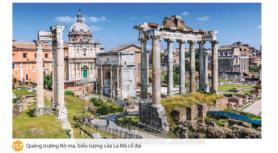 Quảng trường Rô-ma, biểu tượng của La Mã cổ đại